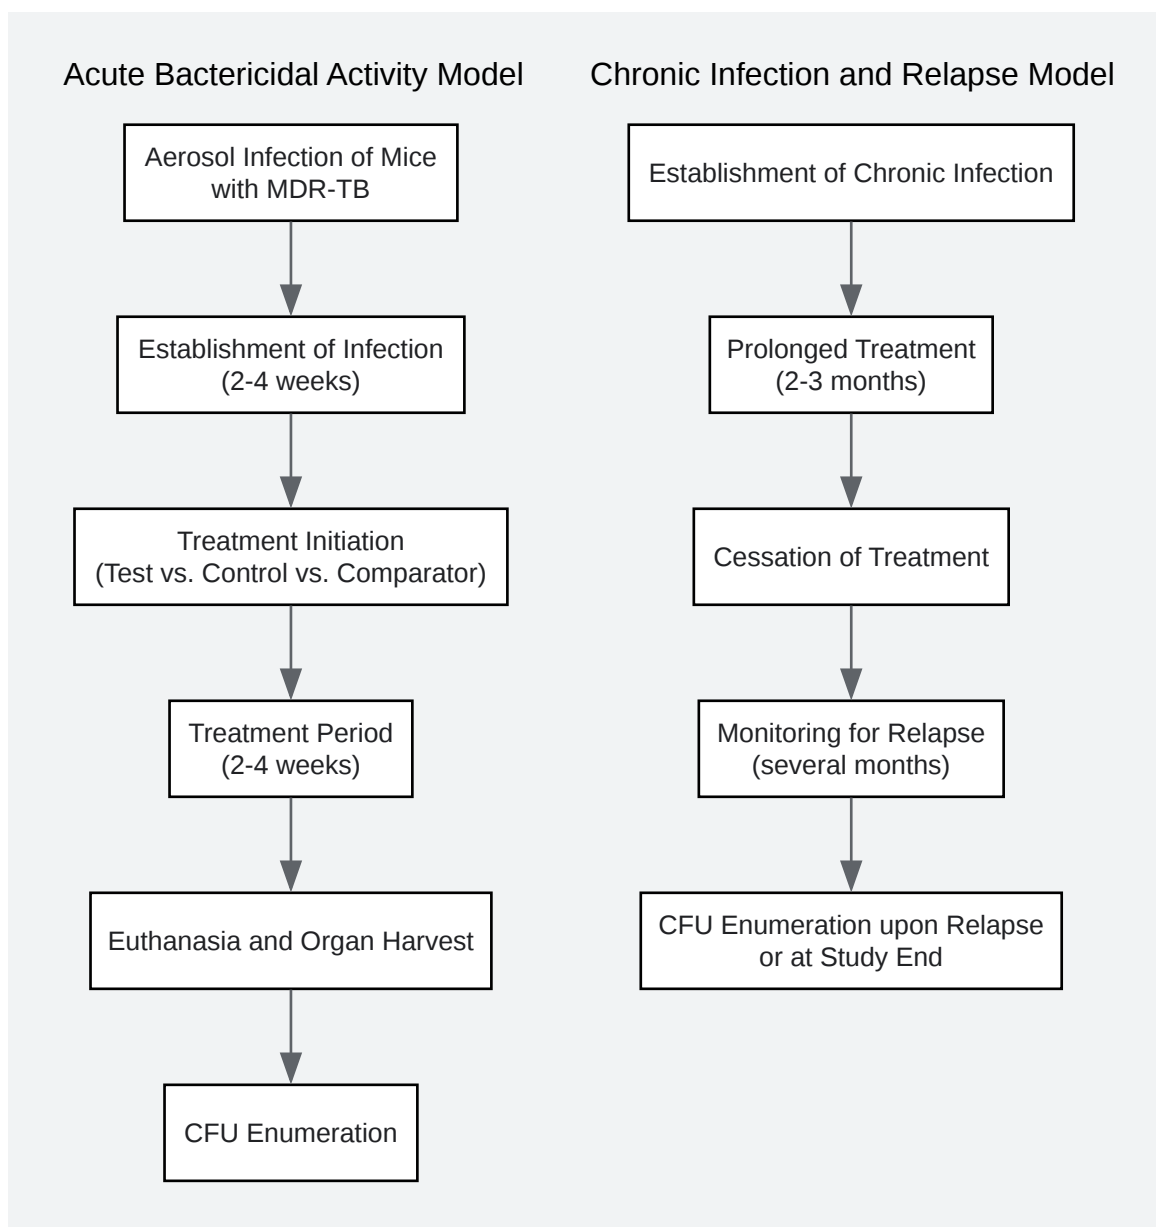 Acute Bactericidal Activity Model
Aerosol Infection of Mice
with MDR-TB
Establishment of Infection
(2-4 weeks)
Treatment Initiation
(Test vs. Control vs. Comparator)
Treatment Period
(2-4 weeks)
Euthanasia and Organ Harvest
CFU Enumeration
Chronic Infection and Relapse Model
Establishment of Chronic Infection
Prolonged Treatment
(2-3 months)
Cessation of Treatment
Monitoring for Relapse
(several months)
CFU Enumeration upon Relapse
or at Study End